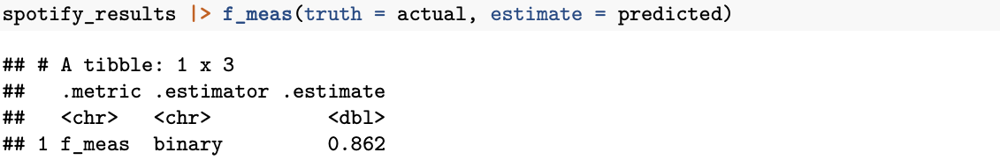 spotify_results |> f_meas(truth = actual, estimate = predicted)
## # A tibble: 1 x 3
##   .metric .estimator .estimate
##   <chr>   <chr>          <dbl>
## 1 f_meas  binary         0.862